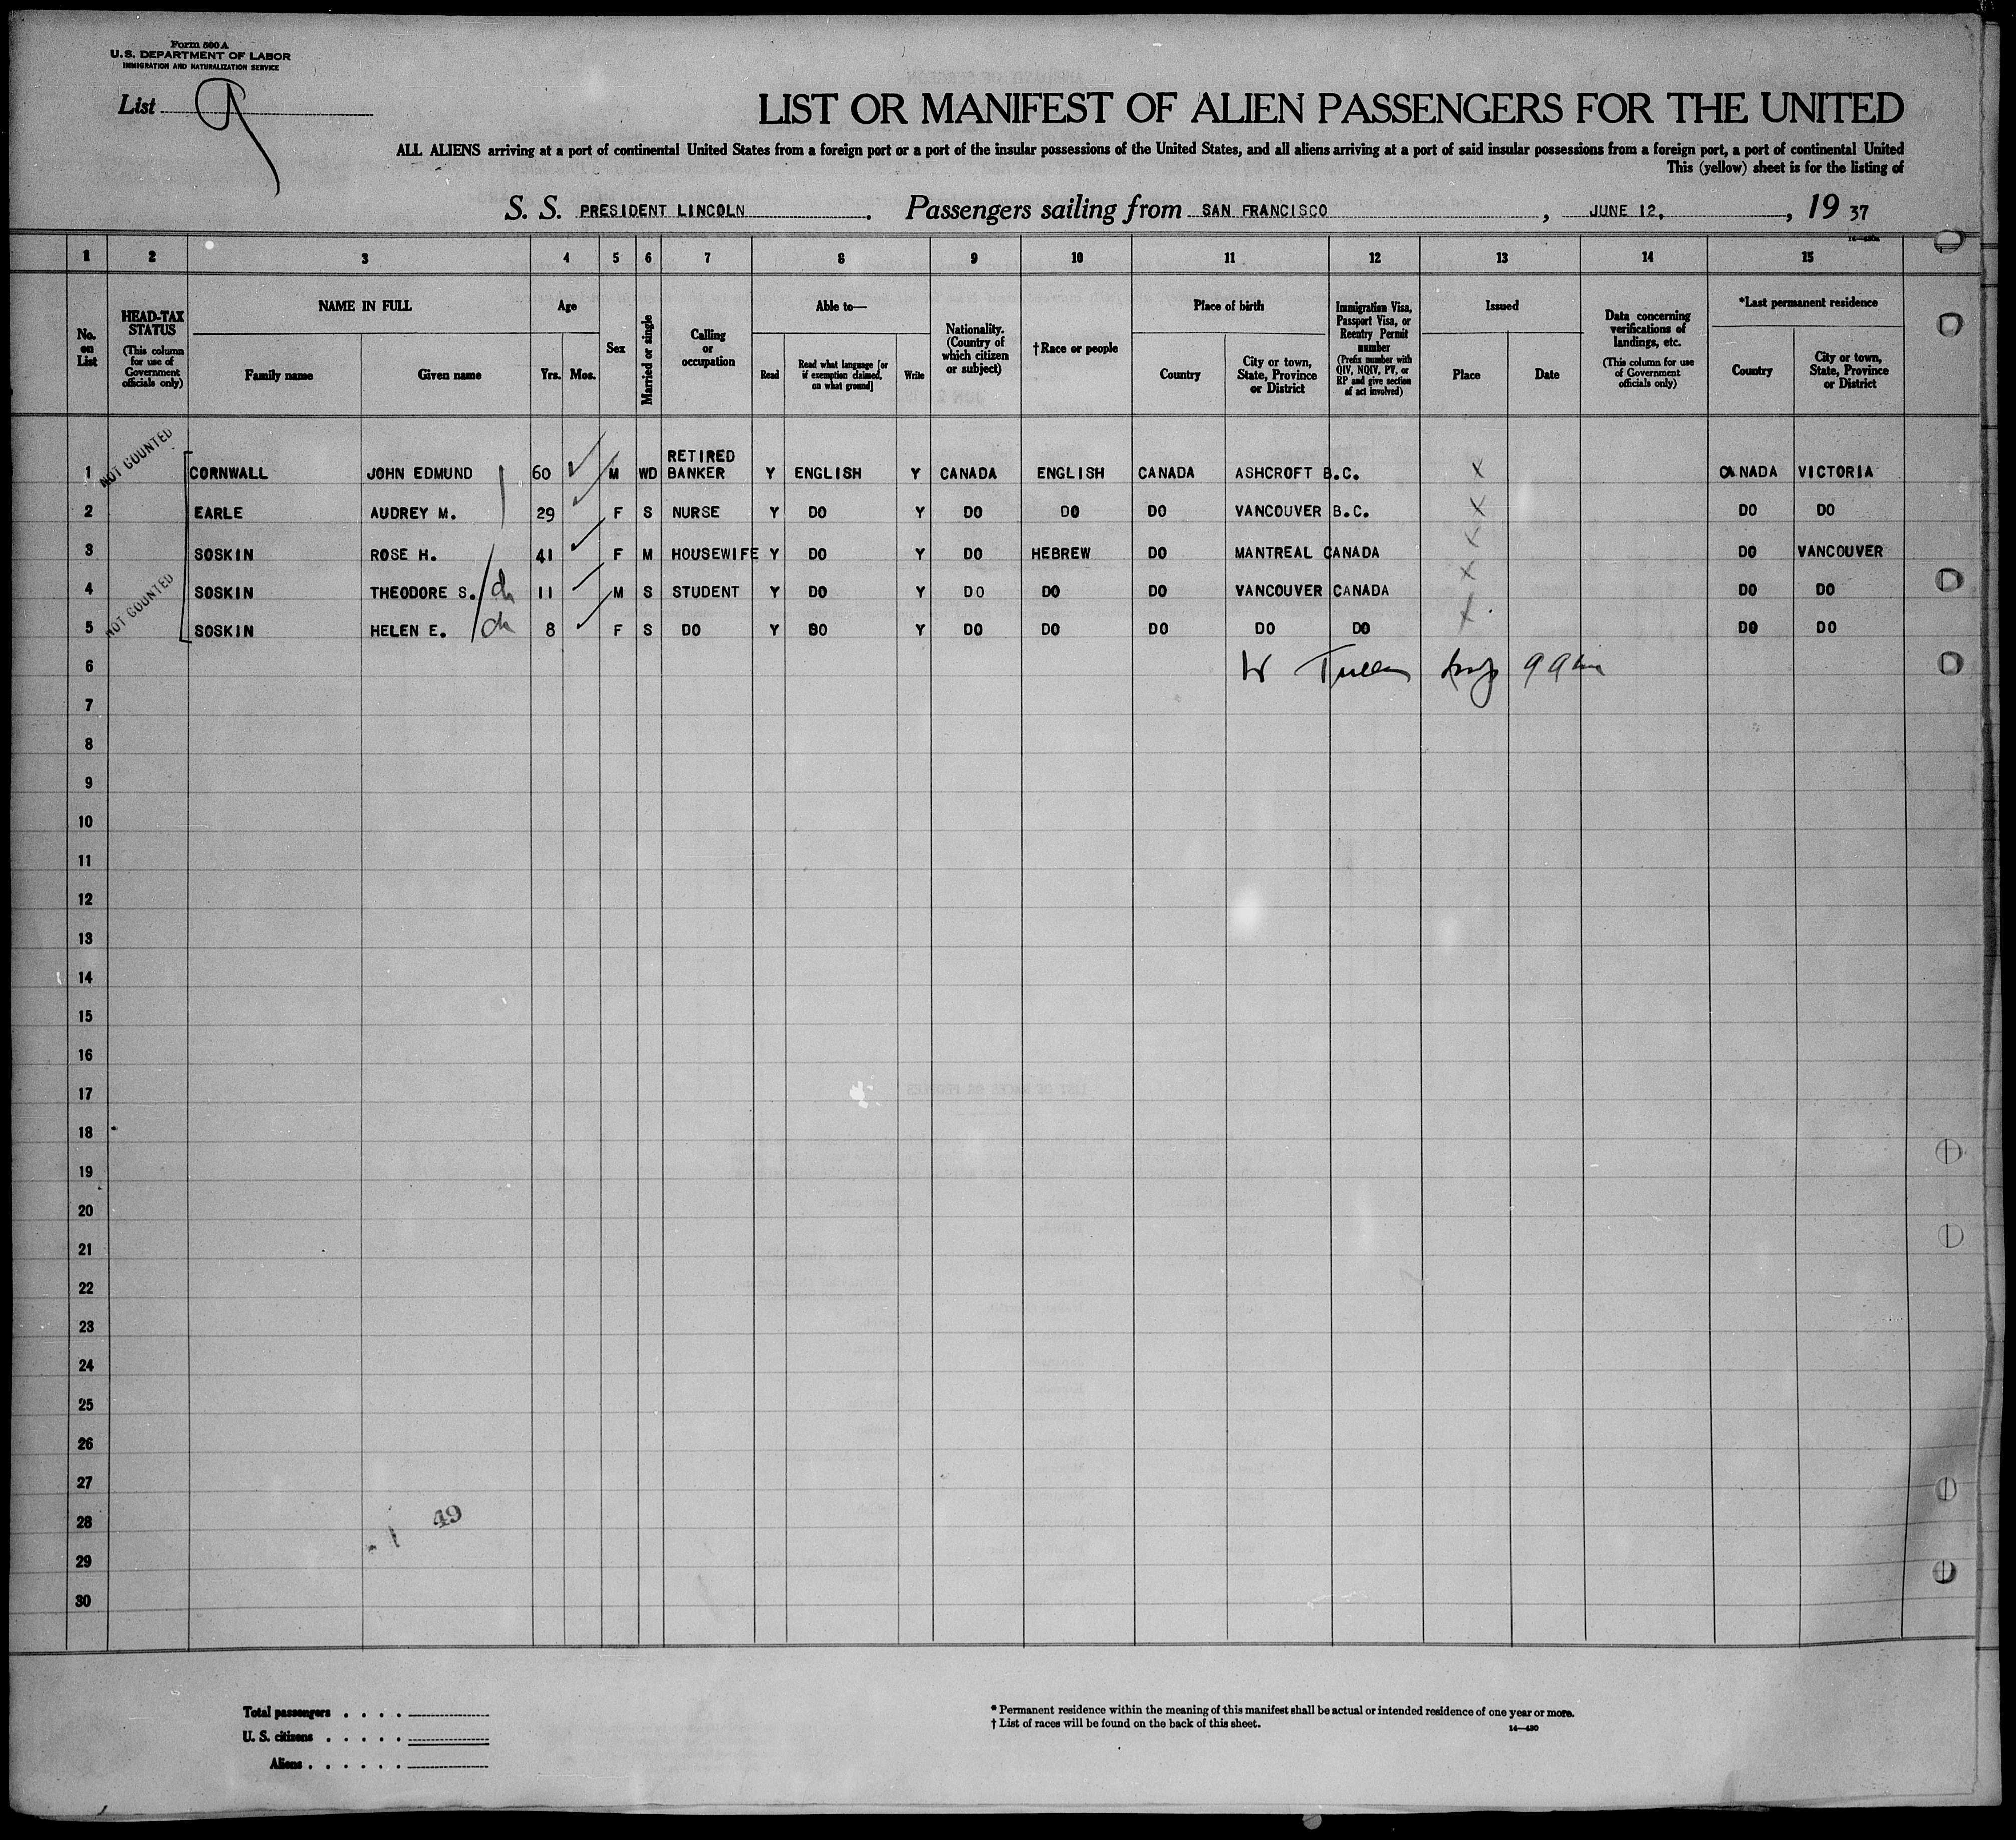 Form 500 A
U.S. DEPARTMENT OF LABOR
IMMIGRATION AND NATURALIZATION SERVICE
List 9
LIST OR MANIFEST OF ALIEN PASSENGERS FOR THE UNITED
ALL ALIENS arriving at a port of continental United States from a foreign port or a port of the insular possessions of the United States, and all aliens arriving at a port of said insular possessions from a foreign port, a port of continental United
This (yellow) sheet is for the listing of
S. S. PRESIDENT LINCOLN . Passengers sailing from SAN FRANCISCO , JUNE 12, , 19 37
14—480a
1 2 3 4 5 6 7 8 9 10 11 12 13 14 15
No. on List
HEAD-TAX STATUS (This column for use of Government officials only)
NAME IN FULL
Family name Given name
Age
Yrs. Mos.
Sex
Married or single
Calling or occupation
Able to—
Read
Read what language [or if exemption claimed, on what ground]
Write
Nationality. (Country of which citizen or subject)
†Race or people
Place of birth
Country
City or town, State, Province or District
Immigration Visa, Passport Visa, or Reentry Permit number (Prefix number with QIV, NQIV, PV, or RP and give section of act involved)
Issued
Place Date
Data concerning verifications of landings, etc. (This column for use of Government officials only)
*Last permanent residence
Country
City or town, State, Province or District
NOT COUNTED
1 CORNWALL JOHN EDMUND 60 M WD RETIRED BANKER Y ENGLISH Y CANADA ENGLISH CANADA ASHCROFT B.C. X CANADA VICTORIA
2 EARLE AUDREY M. 29 F S NURSE Y DO Y DO DO DO VANCOUVER B.C. X DO DO
3 SOSKIN ROSE H. 41 F M HOUSEWIFE Y DO Y DO HEBREW DO MANTREAL CANADA X DO VANCOUVER
NOT COUNTED
4 SOSKIN THEODORE S. ch 11 M S STUDENT Y DO Y DO DO DO VANCOUVER CANADA X DO DO
5 SOSKIN HELEN E. ch 8 F S DO Y DO Y DO DO DO DO DO X DO DO
6
7
8
9
10
11
12
13
14
15
16
17
18
19
20
21
22
23
24
25
26
27
28 49
29
30
Total passengers . . . .
U. S. citizens . . . . .
Aliens . . . . . .
* Permanent residence within the meaning of this manifest shall be actual or intended residence of one year or more.
† List of races will be found on the back of this sheet.
14—480